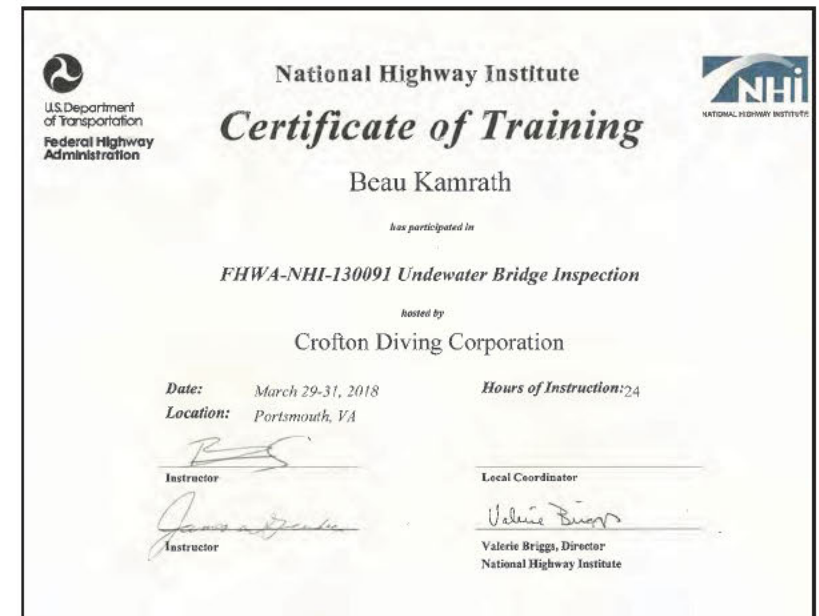 U.S. Department
of Transportation
Federal Highway
Administration
National Highway Institute
Certificate of Training
NHI
NATIONAL HIGHWAY INSTITUTE
Beau Kamrath
has participated in
FHWA-NHI-130091 Undewater Bridge Inspection
hosted by
Crofton Diving Corporation
Date: March 29-31, 2018
Hours of Instruction: 24
Location: Portsmouth, VA
Instructor
Local Coordinator
Valerie Briggs
Instructor
Valerie Briggs, Director
National Highway Institute